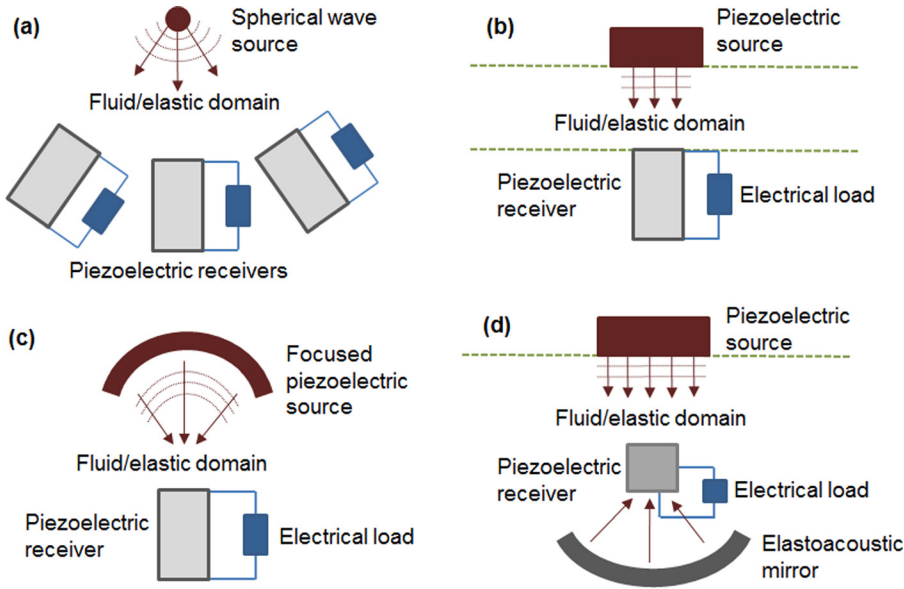 (a)
Spherical wave
source
Fluid/elastic domain
Piezoelectric receivers
(b)
Piezoelectric
source
Fluid/elastic domain
Piezoelectric
receiver
Electrical load
(c)
Focused
piezoelectric
source
Fluid/elastic domain
Piezoelectric
receiver
Electrical load
(d)
Piezoelectric
source
Fluid/elastic domain
Piezoelectric
receiver
Electrical load
Elastoacoustic
mirror